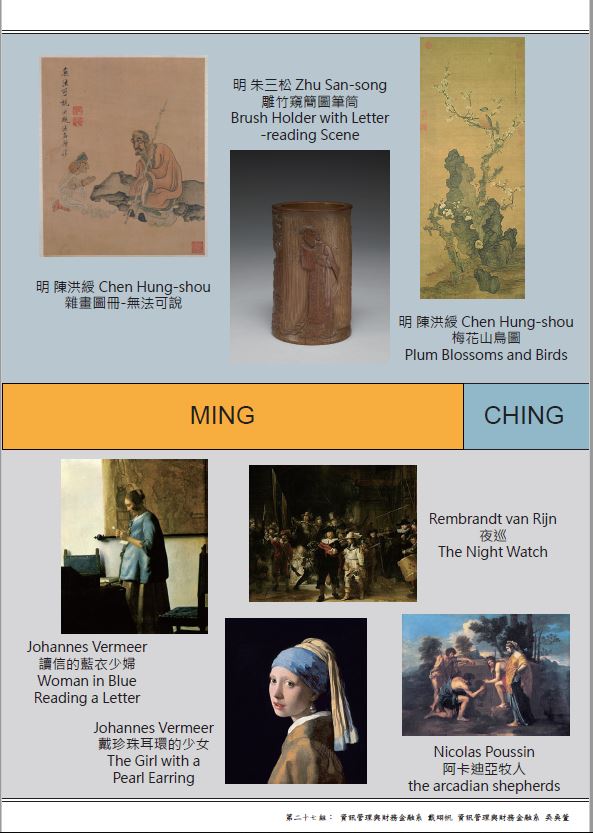 明 朱三松 Zhu San-song
雕竹窺簡圖筆筒
Brush Holder with Letter
-reading Scene
明 陳洪綬 Chen Hung-shou
雜畫圖冊-無法可說
明 陳洪綬 Chen Hung-shou
梅花山鳥圖
Plum Blossoms and Birds
MING
CHING
Rembrandt van Rijn
夜巡
The Night Watch
Johannes Vermeer
讀信的藍衣少婦
Woman in Blue
Reading a Letter
Johannes Vermeer
戴珍珠耳環的少女
The Girl with a
Pearl Earring
Nicolas Poussin
阿卡迪亞牧人
the arcadian shepherds
第二十七組： 資訊管理與財務金融系 戴翊帆 資訊管理與財務金融系 吳奐萱